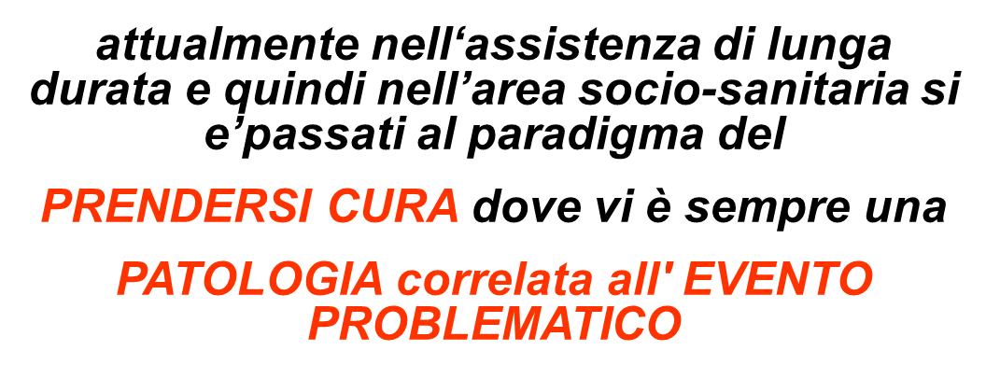 attualmente nell‘assistenza di lunga
durata e quindi nell’area socio-sanitaria si
e’passati al paradigma del
PRENDERSI CURA dove vi è sempre una
PATOLOGIA correlata all' EVENTO
PROBLEMATICO